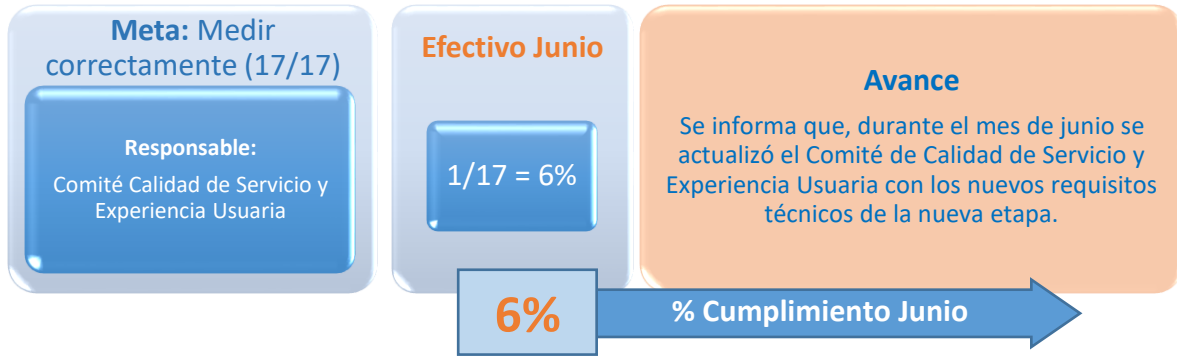 Meta: Medir
correctamente (17/17)
Responsable:
Comité Calidad de Servicio y
Experiencia Usuaria
Efectivo Junio
1/17 = 6%
Avance
Se informa que, durante el mes de junio se
actualizó el Comité de Calidad de Servicio y
Experiencia Usuaria con los nuevos requisitos
técnicos de la nueva etapa.
6%
% Cumplimiento Junio